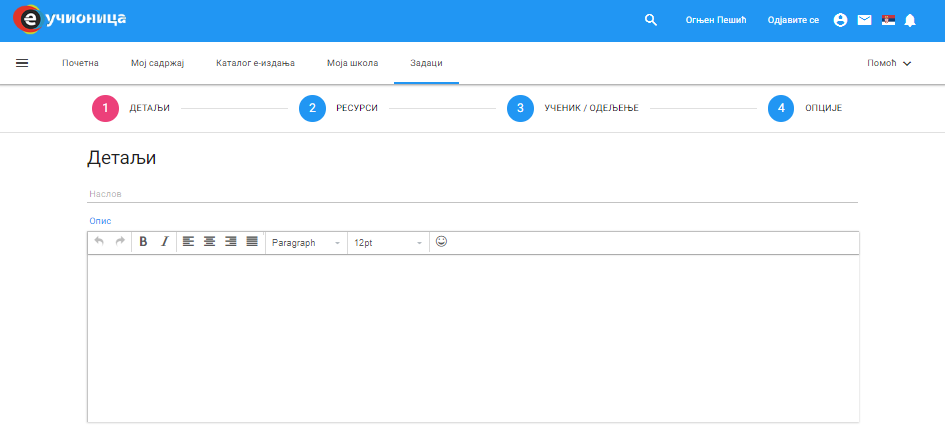 e учионица
Огњен Пешић Одјавите се
Почетна Мој садржај Каталог е-издања Моја школа Задаци Помоћ
1 ДЕТАЉИ 2 РЕСУРСИ 3 УЧЕНИК / ОДЕЉЕЊЕ 4 ОПЦИЈЕ
Детаљи
Наслов
Опис
B I Paragraph 12pt